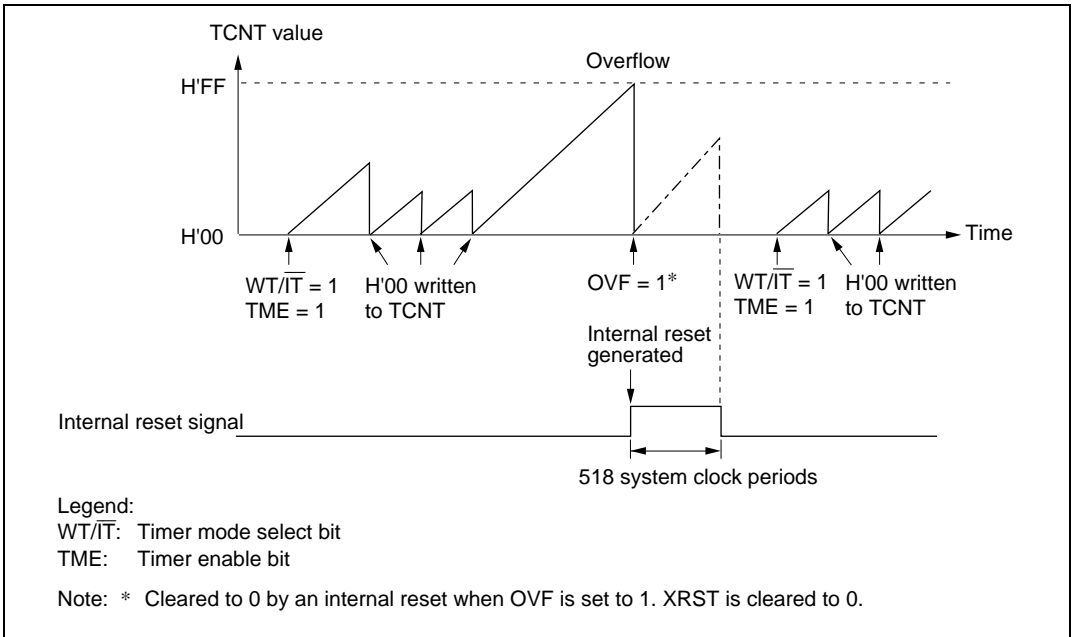 TCNT value
Overflow
H'FF
H'00
Time
WT/IT = 1
TME = 1
H'00 written
to TCNT
OVF = 1*
WT/IT = 1
TME = 1
H'00 written
to TCNT
Internal reset
generated
Internal reset signal
518 system clock periods
Legend:
WT/IT: Timer mode select bit
TME: Timer enable bit
Note: * Cleared to 0 by an internal reset when OVF is set to 1. XRST is cleared to 0.